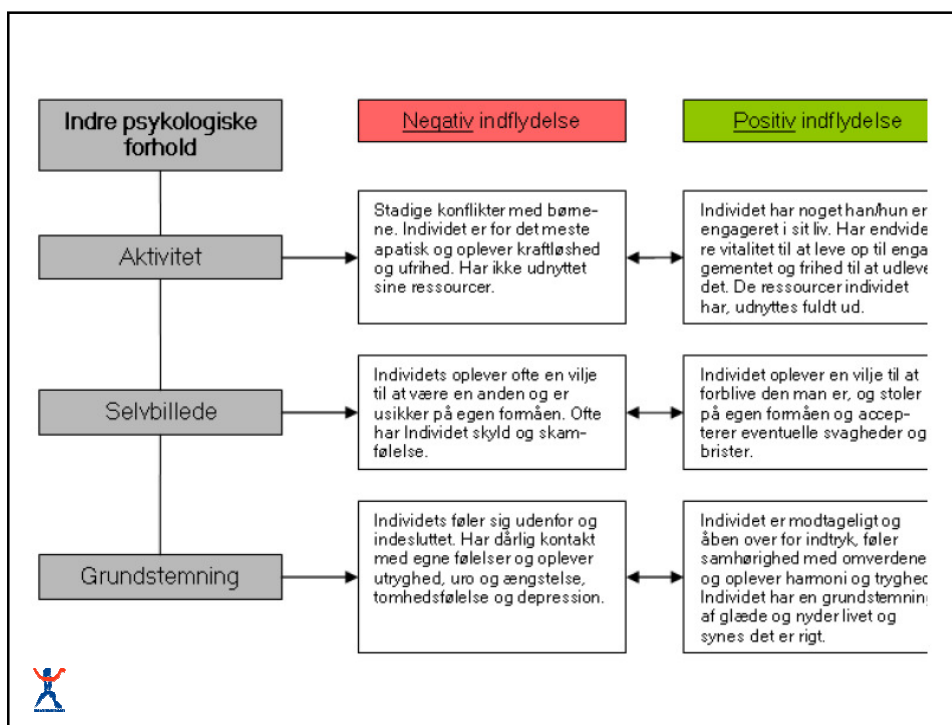 Indre psykologiske
forhold
Negativ indflydelse
Positiv indflydelse
Aktivitet
Stadige konflikter med børne-
ne. Individet er for det meste
apatisk og oplever kraftløshed
og ufrihed. Har ikke udnyttet
sine ressourcer.
Individet har noget han/hun er
engageret i sit liv. Har endvide
re vitalitet til at leve op til enga
gementet og frihed til at udleve
det. De ressourcer individet
har, udnyttes fuldt ud.
Selvbillede
Individets oplever ofte en vilje
til at være en anden og er
usikker på egen formåen. Ofte
har Individet skyld og skam-
følelse.
Individet oplever en vilje til at
forblive den man er, og stoler
på egen formåen og accep-
terer eventuelle svagheder og
brister.
Grundstemning
Individets føler sig udenfor og
indesluttet. Har dårlig kontakt
med egne følelser og oplever
utryghed, uro og ængstelse,
tomhedsfølelse og depression.
Individet er modtageligt og
åben over for indtryk, føler
samhørighed med omverdene
og oplever harmoni og tryghed
Individet har en grundstemning
af glæde og nyder livet og
synes det er rigt.